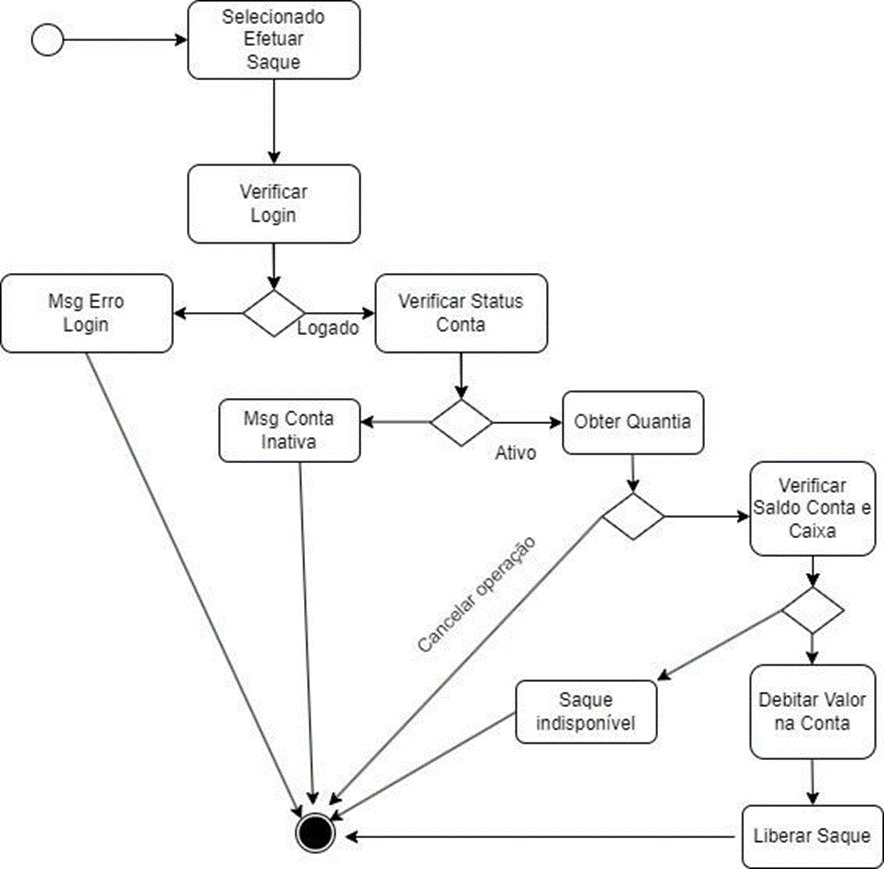 Selecionado
Efetuar
Saque
Verificar
Login
Msg Erro
Login
Logado
Verificar Status
Conta
Msg Conta
Inativa
Ativo
Obter Quantia
Verificar
Saldo Conta e
Caixa
Cancelar operação
Saque
indisponível
Debitar Valor
na Conta
Liberar Saque